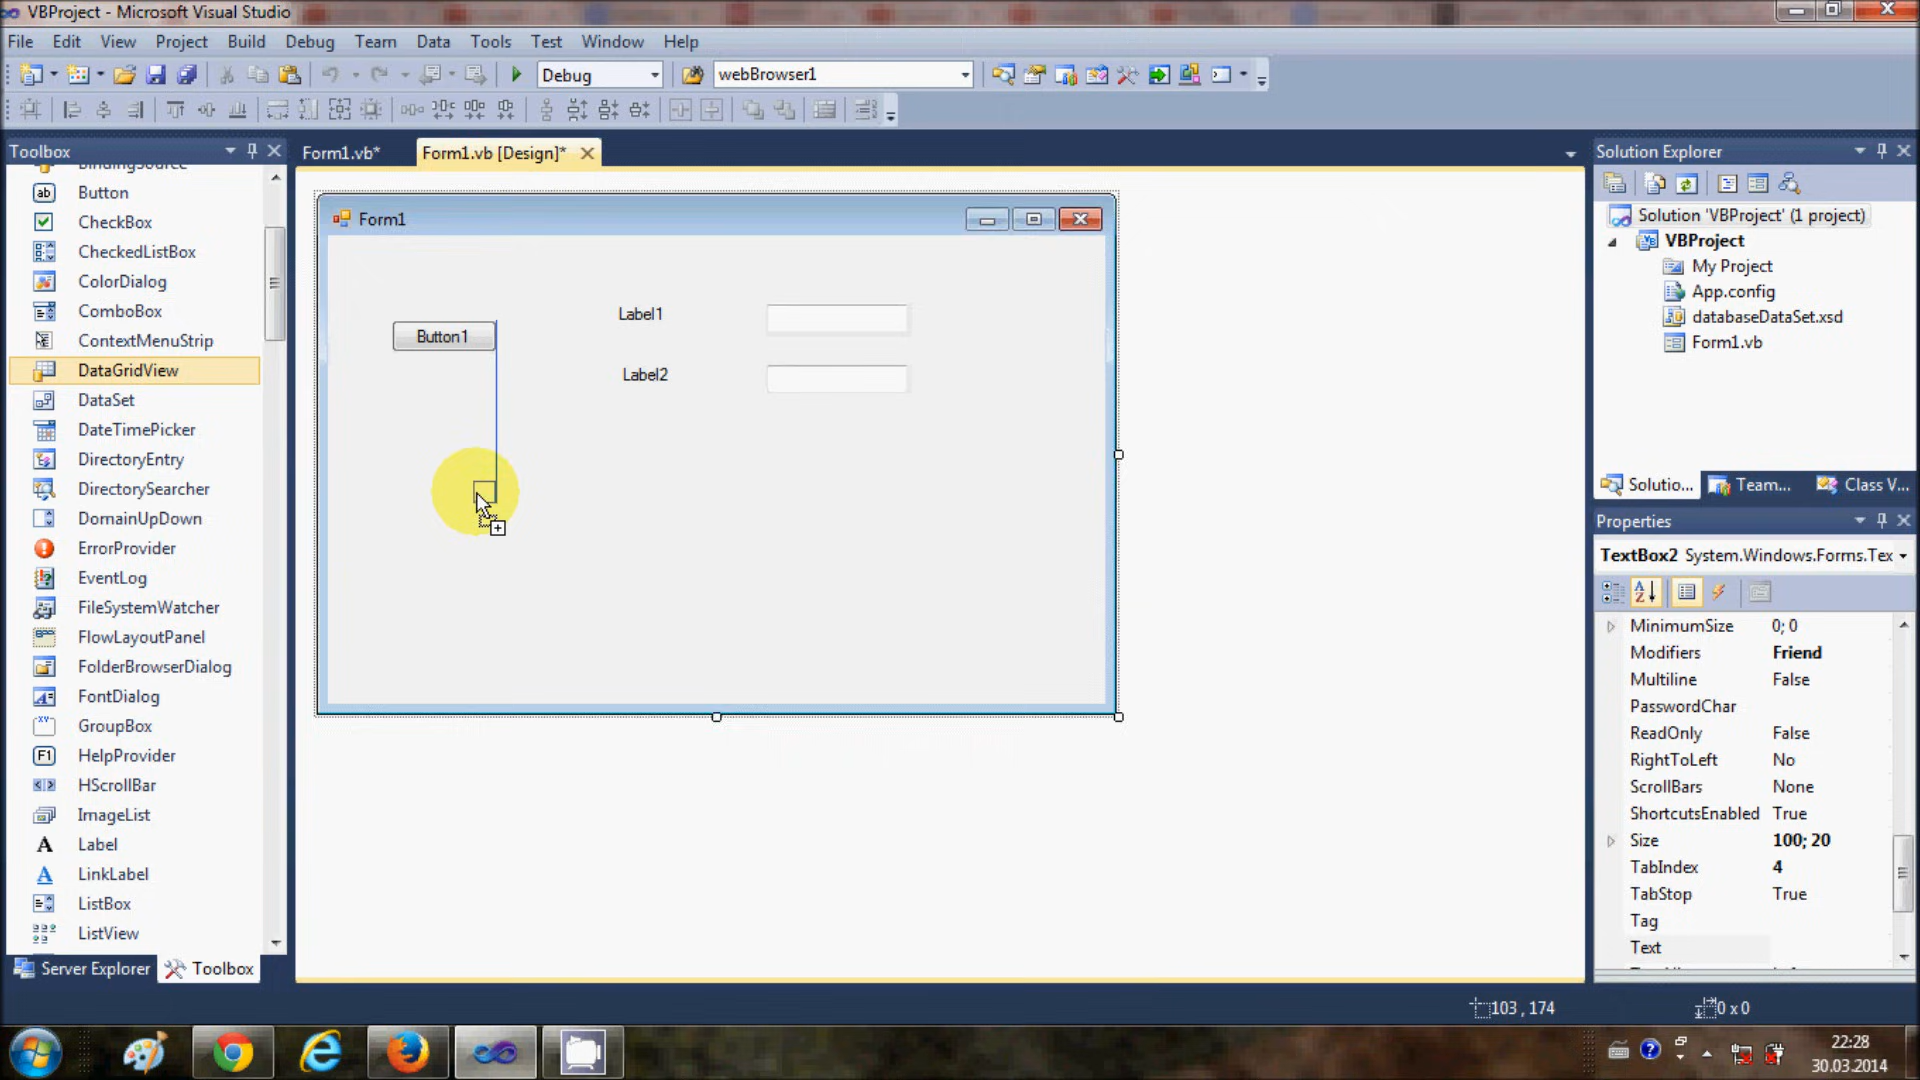 VBProject - Microsoft Visual Studio
File Edit View Project Build Debug Team Data Tools Test Window Help
Debug webBrowser1
Toolbox
Form1.vb* Form1.vb [Design]*
Solution Explorer
BindingSource
ab Button
CheckBox
CheckedListBox
ColorDialog
ComboBox
ContextMenuStrip
DataGridView
DataSet
DateTimePicker
DirectoryEntry
DirectorySearcher
DomainUpDown
ErrorProvider
EventLog
FileSystemWatcher
FlowLayoutPanel
FolderBrowserDialog
FontDialog
GroupBox
F1 HelpProvider
HScrollBar
ImageList
A Label
A LinkLabel
ListBox
ListView
Server Explorer Toolbox
Form1
Button1
Label1
Label2
Solution 'VBProject' (1 project)
VBProject
My Project
App.config
databaseDataSet.xsd
Form1.vb
Solutio... Team... Class V...
Properties
TextBox2 System.Windows.Forms.Tex
MinimumSize 0; 0
Modifiers Friend
Multiline False
PasswordChar
ReadOnly False
RightToLeft No
ScrollBars None
ShortcutsEnabled True
Size 100; 20
TabIndex 4
TabStop True
Tag
Text
103 , 174 0 x 0
22:28
30.03.2014